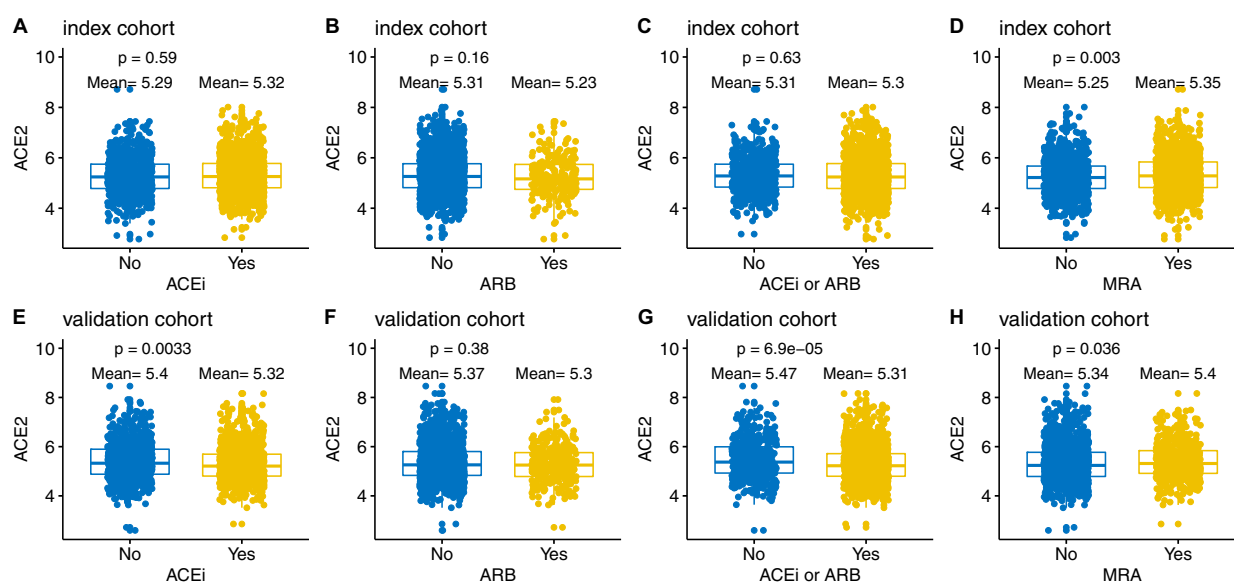 A index cohort
p = 0.59
Mean= 5.29 Mean= 5.32
10
8
6
4
ACE2
No Yes
ACEi
B index cohort
p = 0.16
Mean= 5.31 Mean= 5.23
10
8
6
4
ACE2
No Yes
ARB
C index cohort
p = 0.63
Mean= 5.31 Mean= 5.3
10
8
6
4
ACE2
No Yes
ACEi or ARB
D index cohort
p = 0.003
Mean= 5.25 Mean= 5.35
10
8
6
4
ACE2
No Yes
MRA
E validation cohort
p = 0.0033
Mean= 5.4 Mean= 5.32
10
8
6
4
ACE2
No Yes
ACEi
F validation cohort
p = 0.38
Mean= 5.37 Mean= 5.3
10
8
6
4
ACE2
No Yes
ARB
G validation cohort
p = 6.9e−05
Mean= 5.47 Mean= 5.31
10
8
6
4
ACE2
No Yes
ACEi or ARB
H validation cohort
p = 0.036
Mean= 5.34 Mean= 5.4
10
8
6
4
ACE2
No Yes
MRA